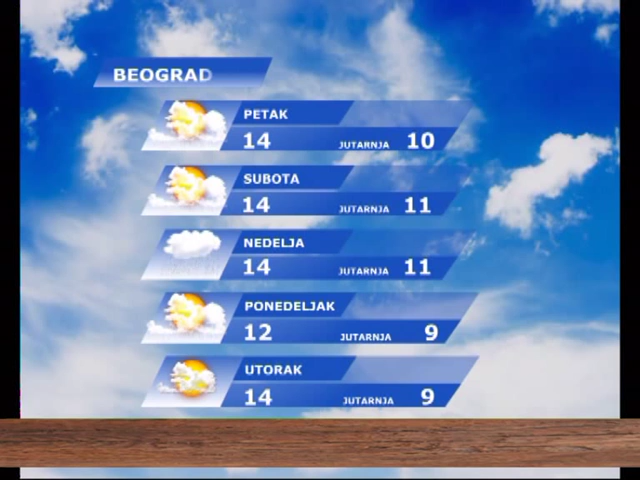 BEOGRAD
PETAK
14 JUTARNJA 10
SUBOTA
14 JUTARNJA 11
NEDELJA
14 JUTARNJA 11
PONEDELJAK
12 JUTARNJA 9
UTORAK
14 JUTARNJA 9